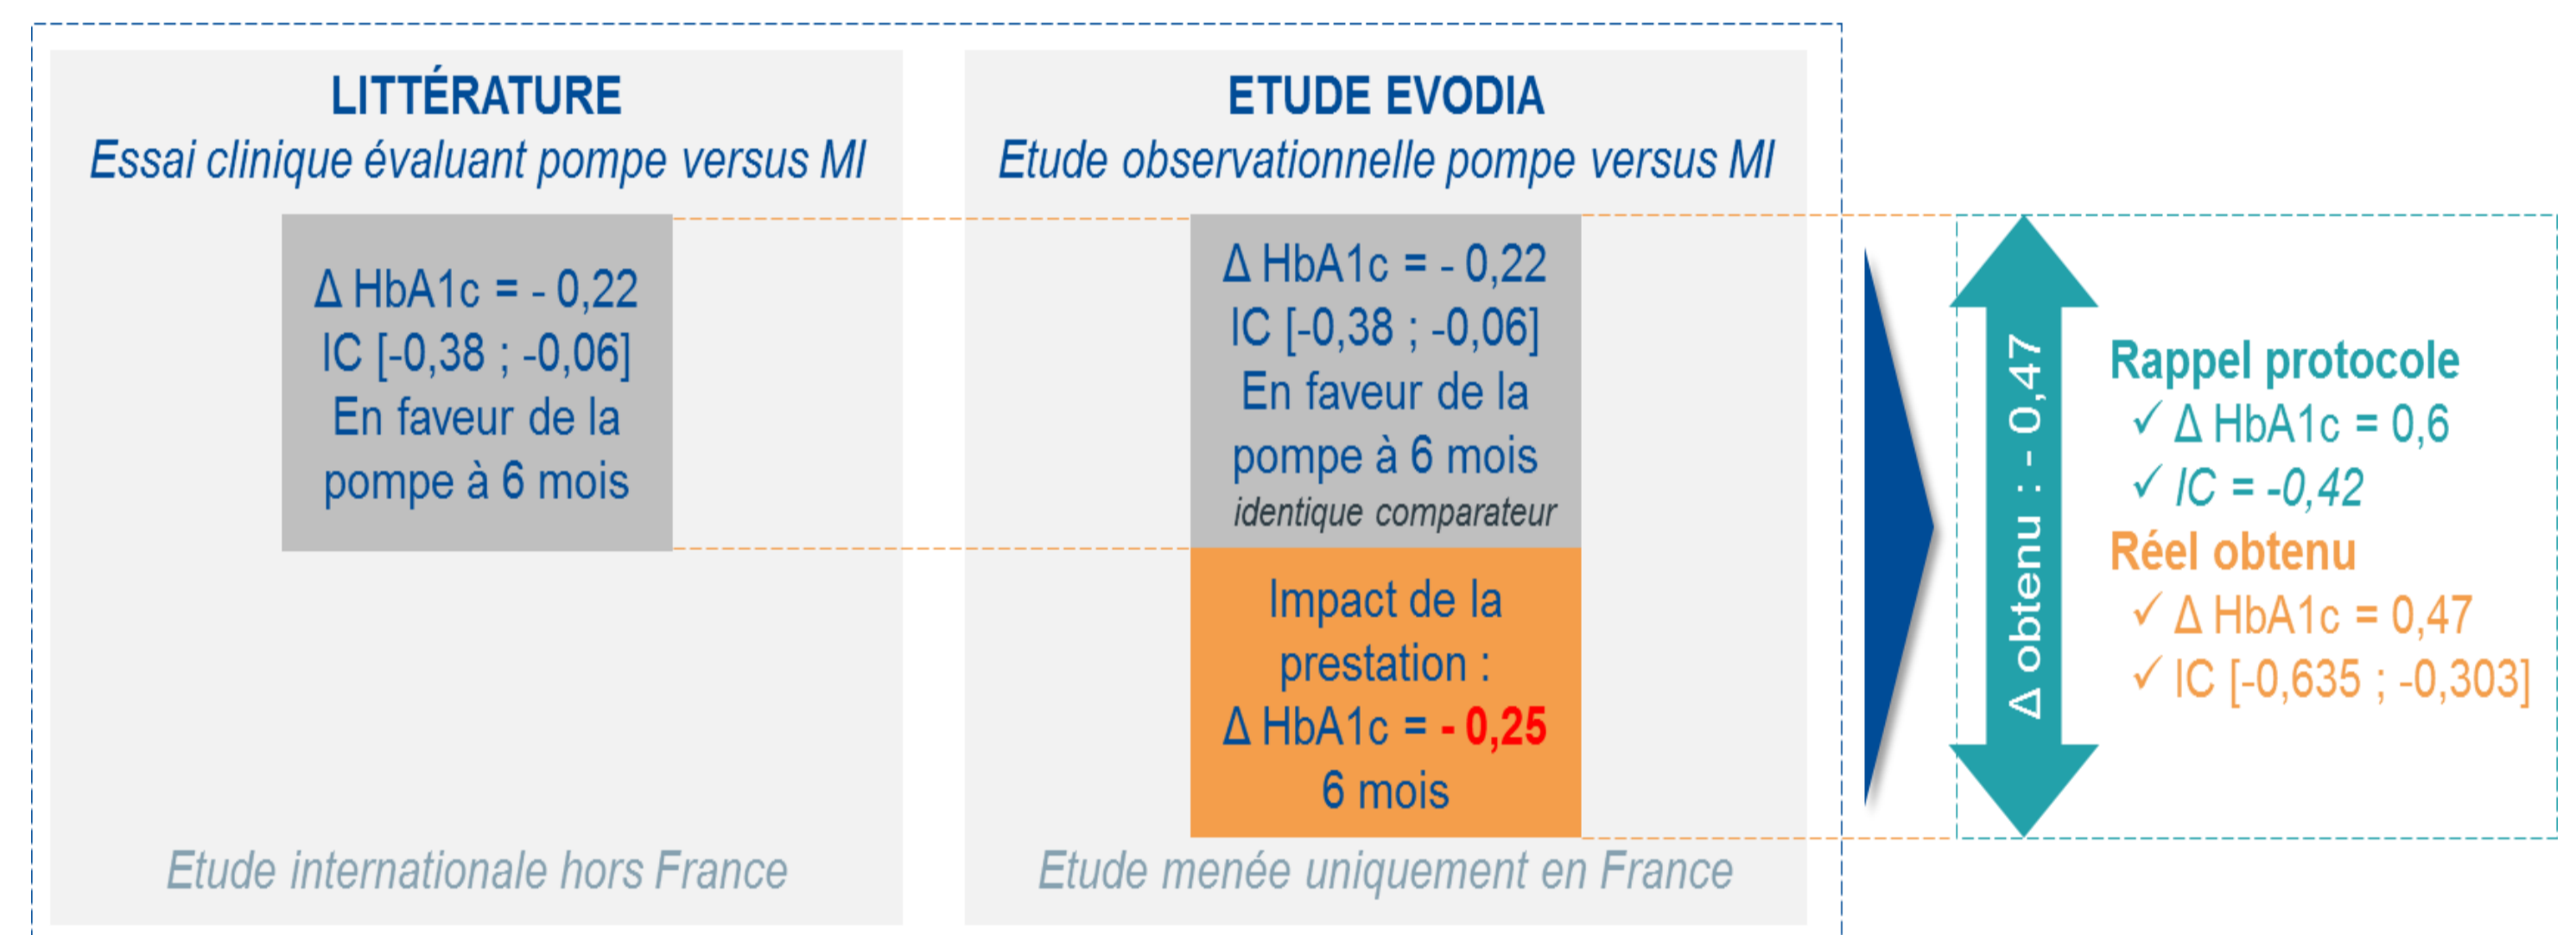 LITTÉRATURE
Essai clinique évaluant pompe versus MI
Δ HbA1c = - 0,22
IC [-0,38 ; -0,06]
En faveur de la
pompe à 6 mois
Etude internationale hors France
ETUDE EVODIA
Etude observationnelle pompe versus MI
Δ HbA1c = - 0,22
IC [-0,38 ; -0,06]
En faveur de la
pompe à 6 mois
identique comparateur
Impact de la
prestation :
Δ HbA1c = - 0,25
6 mois
Etude menée uniquement en France
Δ obtenu : - 0,47
Rappel protocole
✓ Δ HbA1c = 0,6
✓ IC = -0,42
Réel obtenu
✓ Δ HbA1c = 0,47
✓ IC [-0,635 ; -0,303]